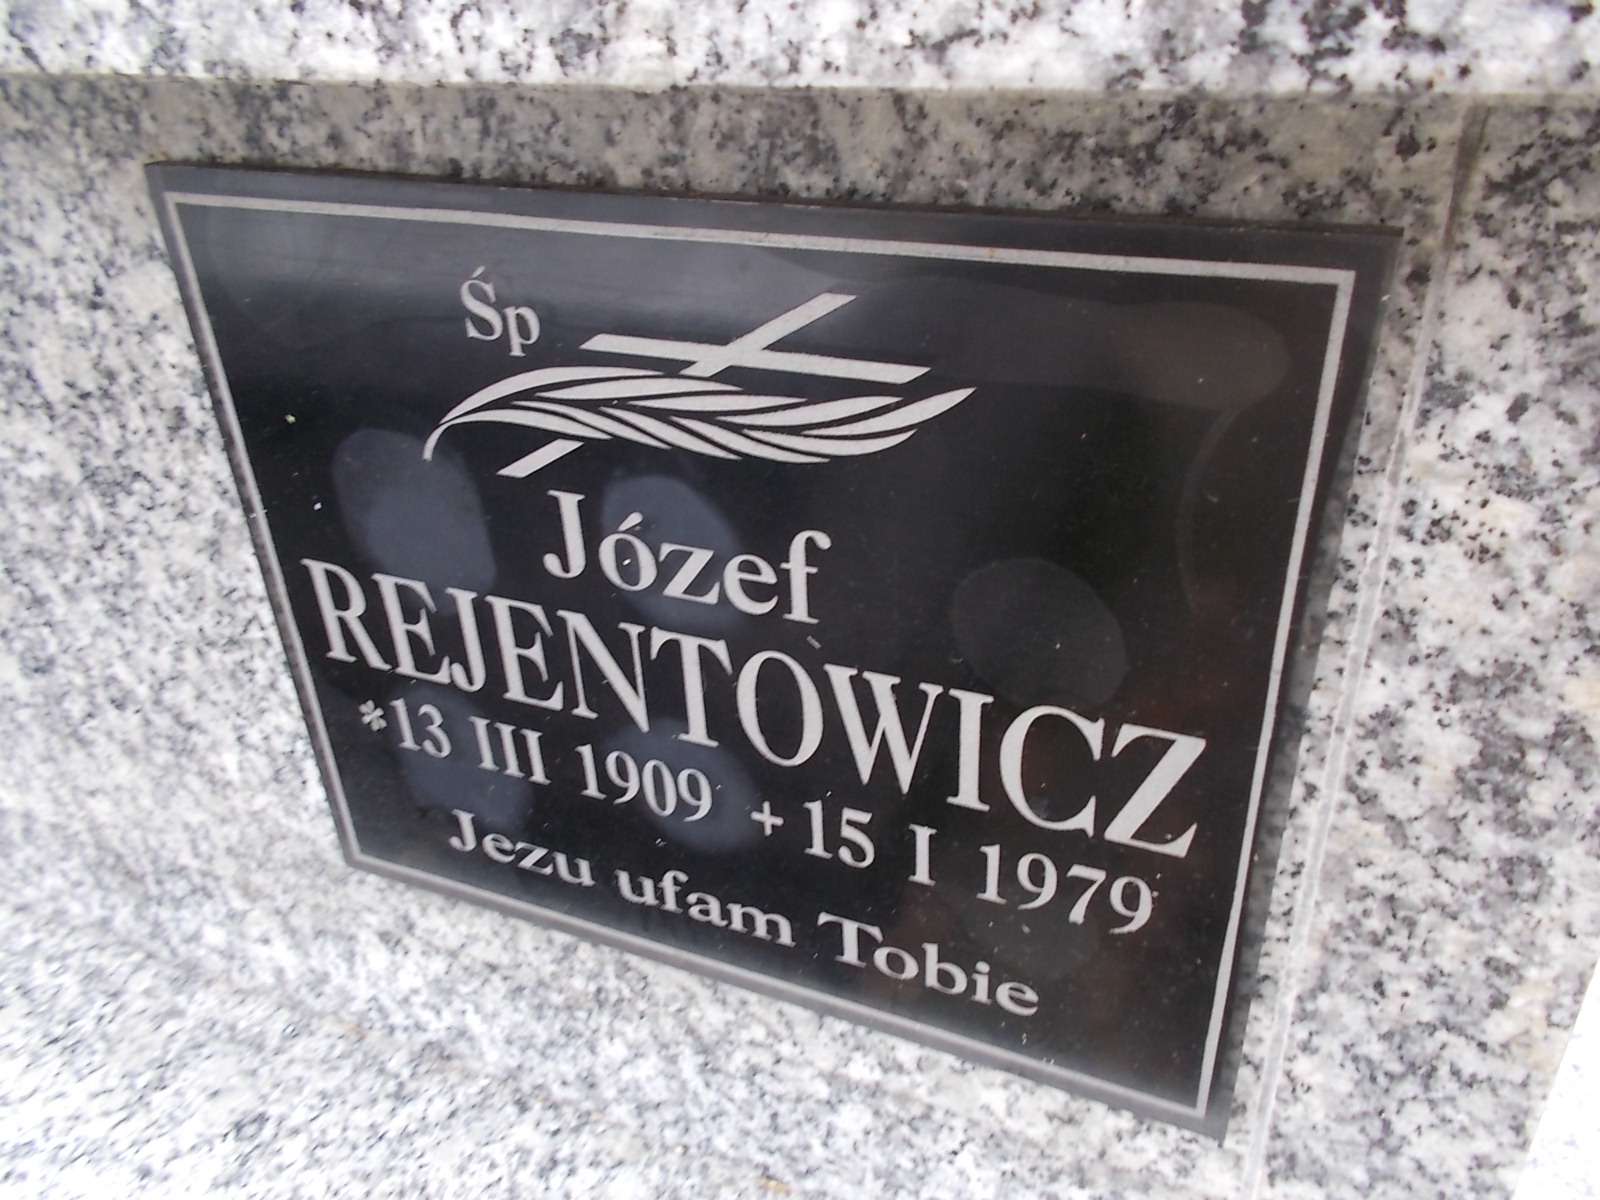 Śp
Józef
REJENTOWICZ
*13 III 1909 +15 I 1979
Jezu ufam Tobie